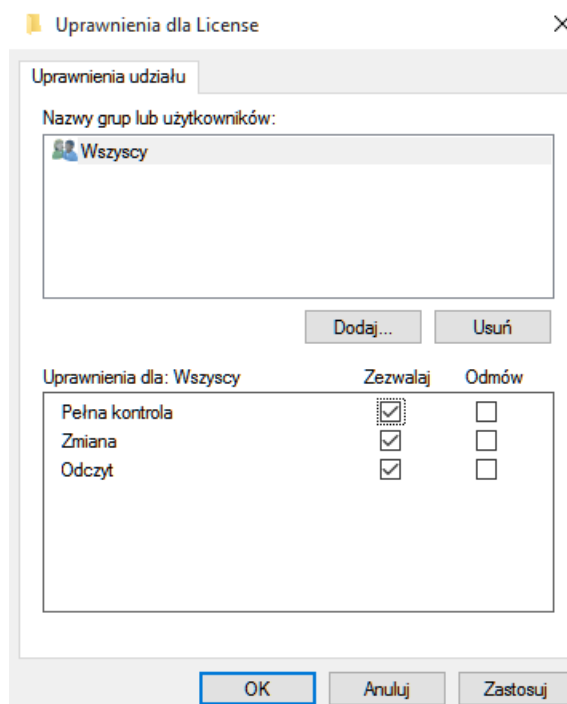 Uprawnienia dla License
Uprawnienia udziału
Nazwy grup lub użytkowników:
Wszyscy
Dodaj... Usuń
Uprawnienia dla: Wszyscy Zezwalaj Odmów
Pełna kontrola
Zmiana
Odczyt
OK Anuluj Zastosuj